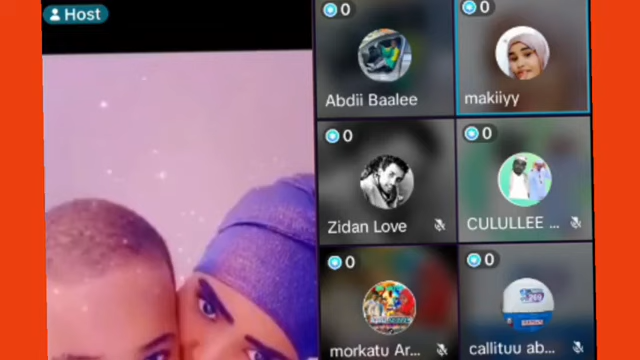 Host
0
0
Abdii Baalee
makiiyy
0
0
Zidan Love
CULULLEE ...
0
0
morkatu Ar...
callituu ab...